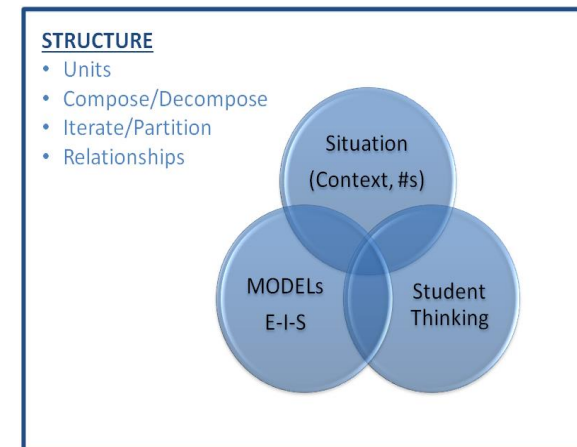 STRUCTURE
• Units
• Compose/Decompose
• Iterate/Partition
• Relationships
Situation
(Context, #s)
MODELs
E-I-S
Student
Thinking